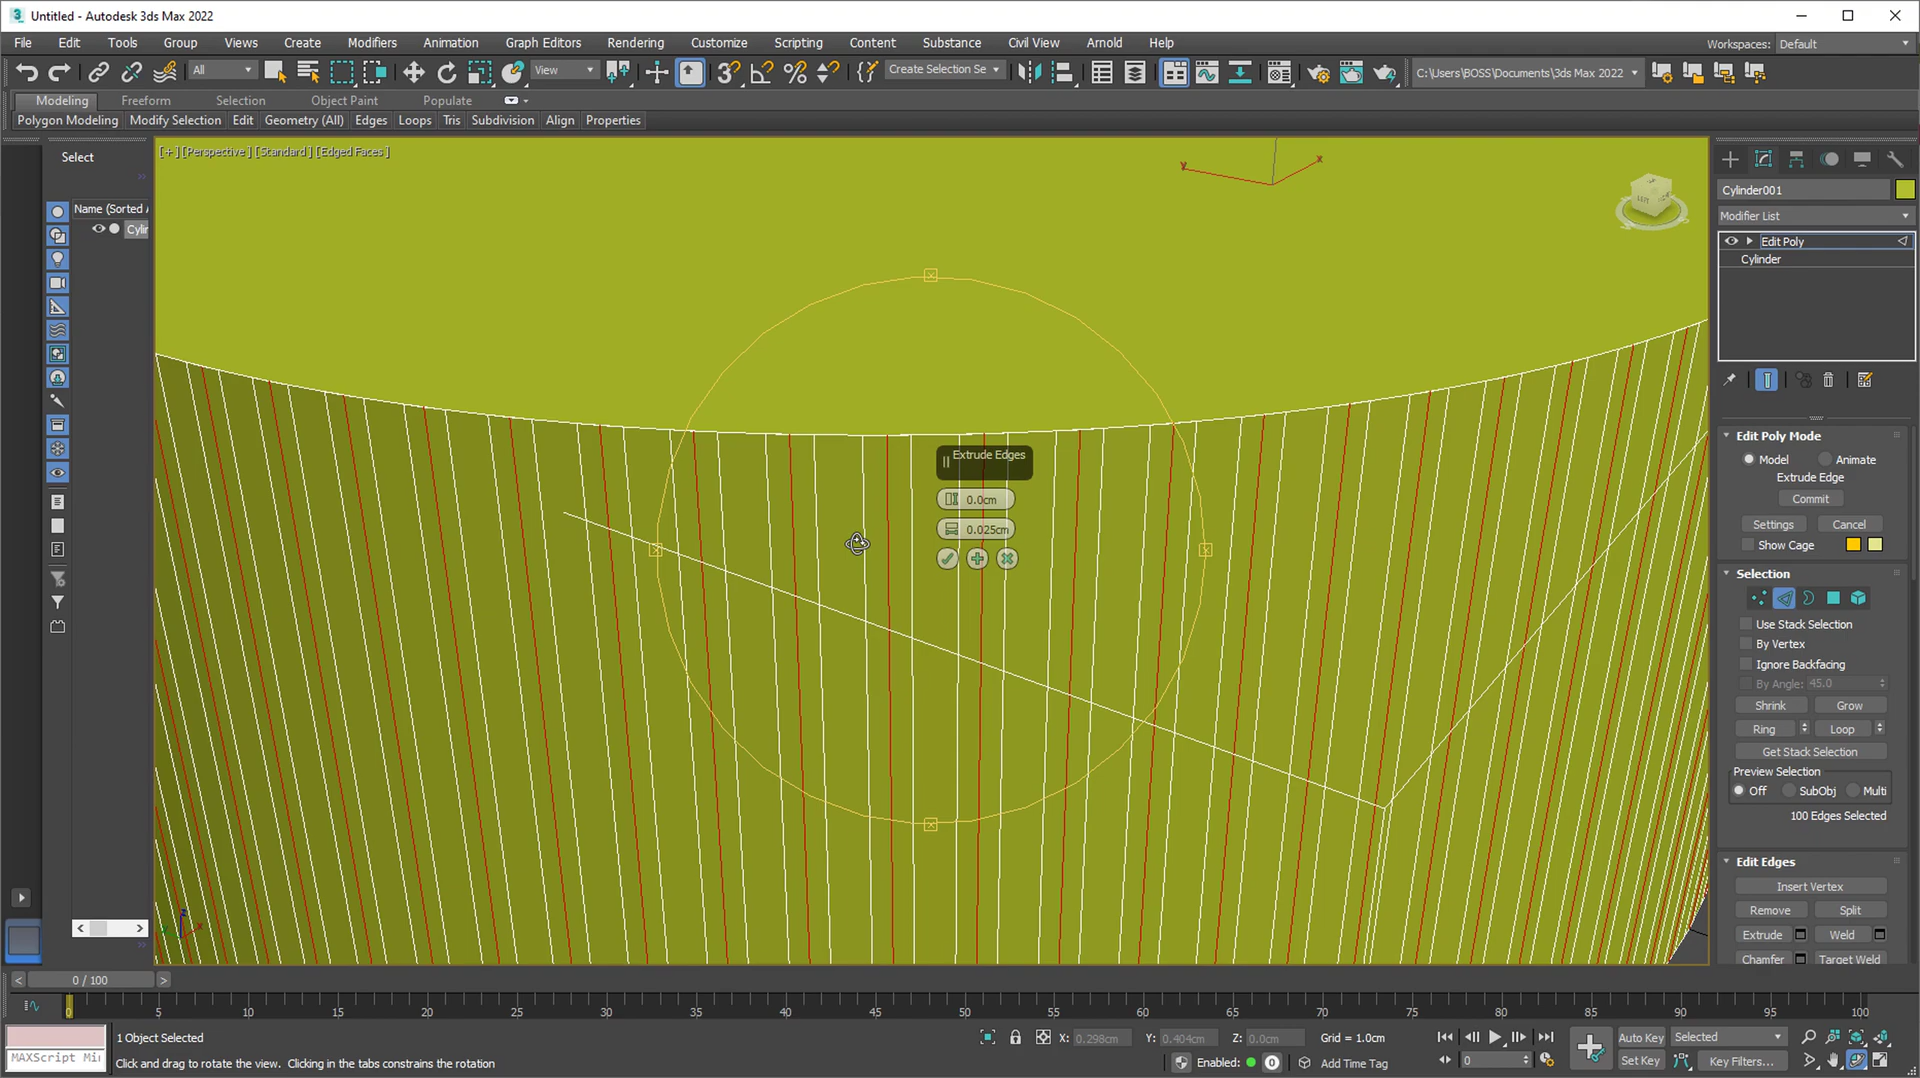 Untitled - Autodesk 3ds Max 2022
File Edit Tools Group Views Create Modifiers Animation Graph Editors Rendering Customize Scripting Content Substance Civil View Arnold Help
Workspaces: Default
All
View
Create Selection Se
C:\Users\BOSS\Documents\3ds Max 2022
Modeling Freeform Selection Object Paint Populate
Polygon Modeling Modify Selection Edit Geometry (All) Edges Loops Tris Subdivision Align Properties
Select
[+] [Perspective] [Standard] [Edged Faces]
y x
Name (Sorted A
Cylin
Cylinder001
Modifier List
Edit Poly
Cylinder
Extrude Edges
0.0cm
0.025cm
Edit Poly Mode
Model Animate
Extrude Edge
Commit
Settings Cancel
Show Cage
Selection
Use Stack Selection
By Vertex
Ignore Backfacing
By Angle: 45.0
Shrink Grow
Ring Loop
Get Stack Selection
Preview Selection
Off SubObj Multi
100 Edges Selected
Edit Edges
Insert Vertex
Remove Split
Extrude Weld
Chamfer Target Weld
z x
0 / 100
0 5 10 15 20 25 30 35 40 45 50 55 60 65 70 75 80 85 90 95 100
1 Object Selected
X: 0.298cm Y: 0.404cm Z: 0.0cm Grid = 1.0cm
Auto Key Selected
MAXScript Mi
Click and drag to rotate the view. Clicking in the tabs constrains the rotation
Enabled: 0 Add Time Tag
0
Set Key Key Filters...